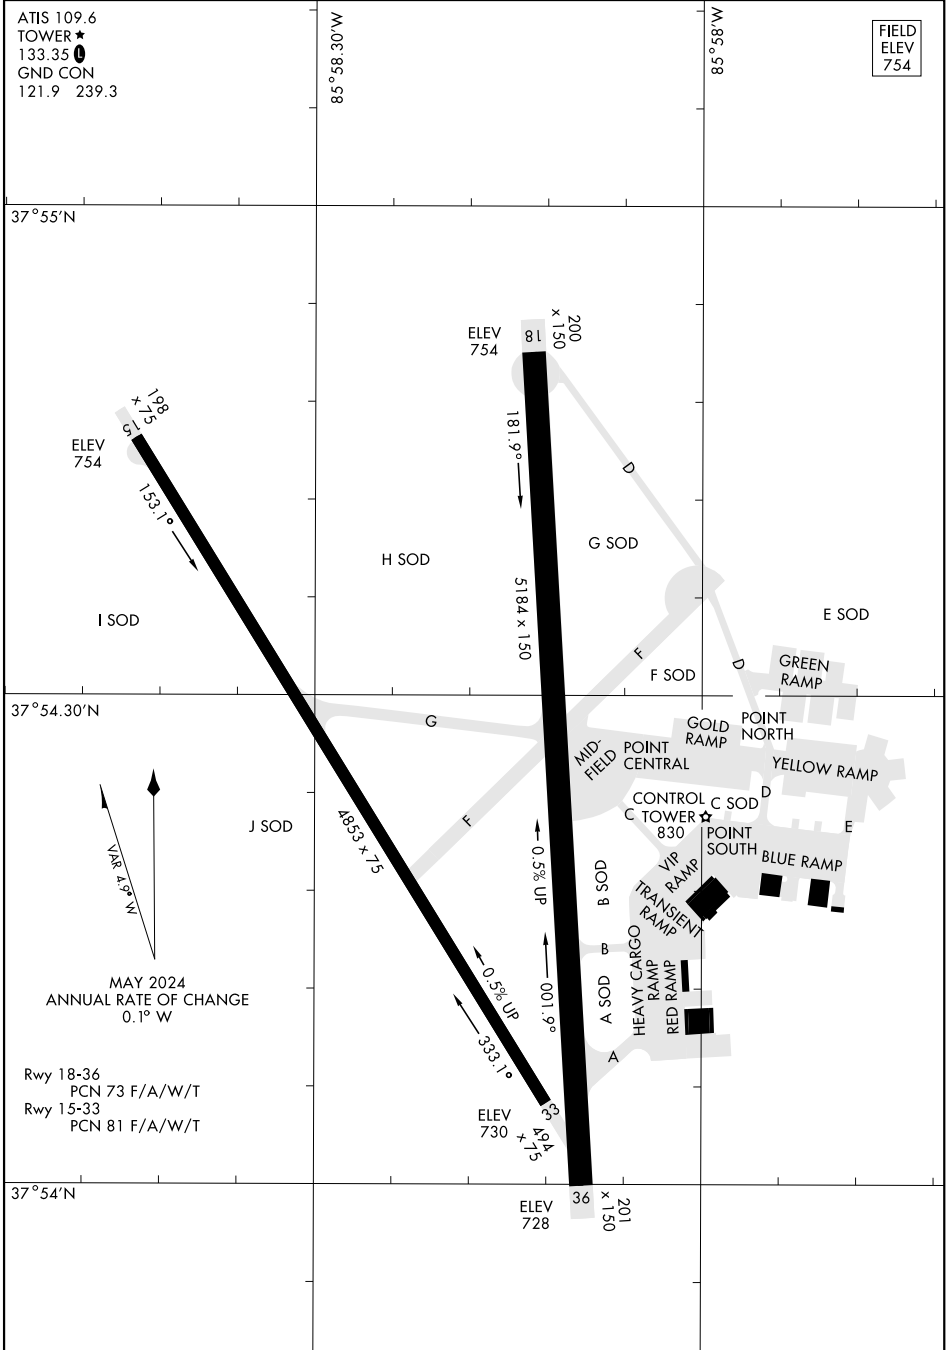 ATIS 109.6
TOWER ★
133.35 L
GND CON
121.9 239.3
85°58.30'W
85°58'W
FIELD
ELEV
754
37°55'N
ELEV
754
18
200
x 150
198
x 75
15
ELEV
754
153.1°
181.9°
D
H SOD
G SOD
I SOD
5184 x 150
E SOD
F
F SOD
D
GREEN
RAMP
37°54.30'N
G
GOLD
RAMP
POINT
NORTH
MID-
FIELD
POINT
CENTRAL
YELLOW RAMP
D
CONTROL
TOWER
830
C
C SOD
E
POINT
SOUTH
J SOD
F
4853 x 75
VAR 4.9° W
0.5% UP
B SOD
VIP
RAMP
BLUE RAMP
TRANSIENT
RAMP
B
HEAVY CARGO
RAMP
RED RAMP
A SOD
001.9°
0.5% UP
333.1°
A
MAY 2024
ANNUAL RATE OF CHANGE
0.1° W
Rwy 18-36
PCN 73 F/A/W/T
Rwy 15-33
PCN 81 F/A/W/T
33
ELEV
730
494
x 75
37°54'N
36
ELEV
728
201
x 150